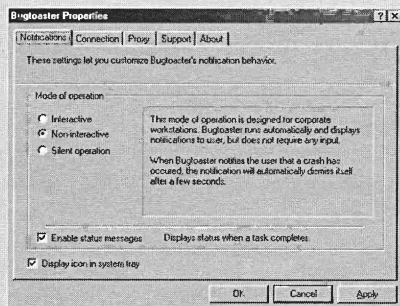 Bugtoaster Properties
Notifications Connection Proxy Support About
These settings let you customize Bugtoaster's notification behavior.
Mode of operation
Interactive
Non-interactive
Silent operation
This mode of operation is designed for corporate
workstations. Bugtoaster runs automatically and displays
notifications to user, but does not require any input.
When Bugtoaster notifies the user that a crash has
occured, the notification will automatically dismiss itself
after a few seconds.
Enable status messages Displays status when a task completes.
Display icon in system tray
OK Cancel Apply